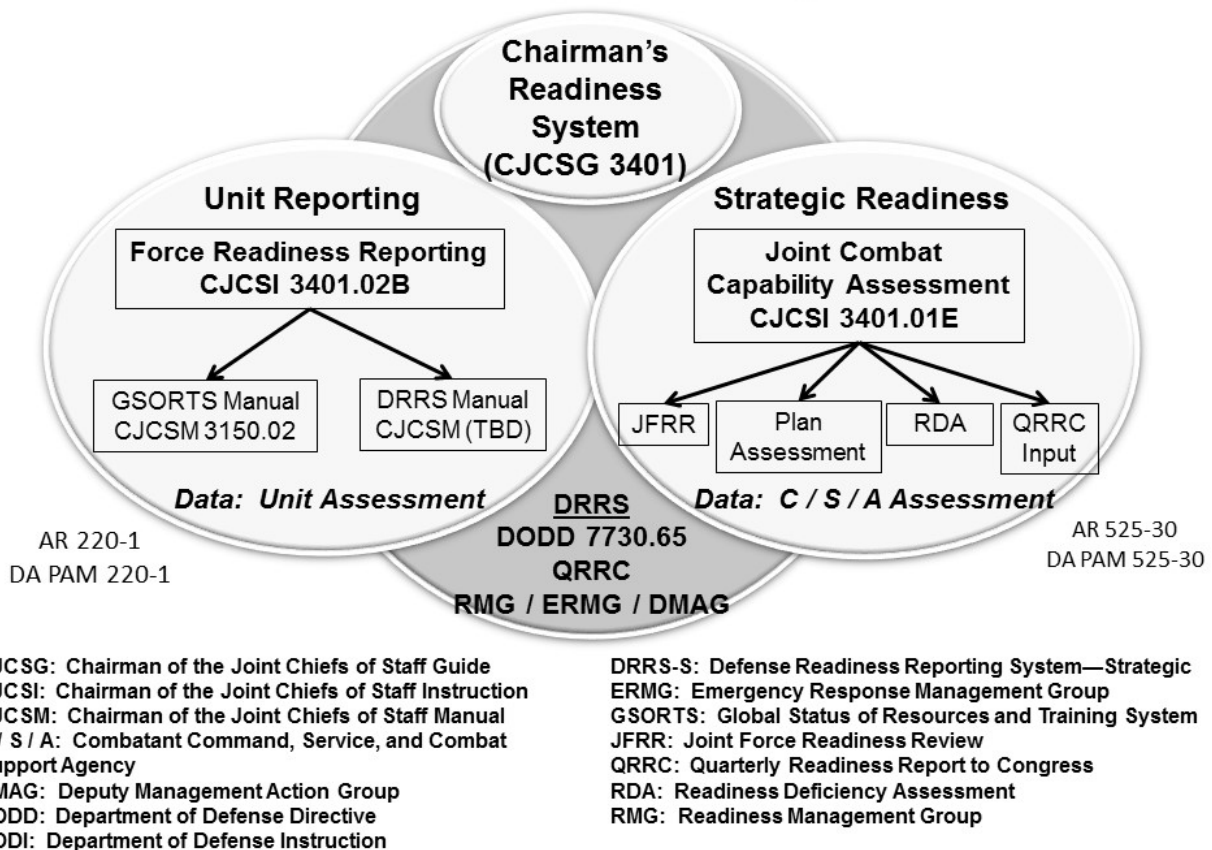 Chairman's
Readiness
System
(CJCSG 3401)
Unit Reporting
Force Readiness Reporting
CJCSI 3401.02B
GSORTS Manual
CJCSM 3150.02
DRRS Manual
CJCSM (TBD)
Data: Unit Assessment
Strategic Readiness
Joint Combat
Capability Assessment
CJCSI 3401.01E
JFRR
Plan
Assessment
RDA
QRRC
Input
Data: C / S / A Assessment
DRRS
DODD 7730.65
QRRC
RMG / ERMG / DMAG
AR 220-1
DA PAM 220-1
AR 525-30
DA PAM 525-30
JCSG: Chairman of the Joint Chiefs of Staff Guide
JCSI: Chairman of the Joint Chiefs of Staff Instruction
JCSM: Chairman of the Joint Chiefs of Staff Manual
/ S / A: Combatant Command, Service, and Combat
upport Agency
MAG: Deputy Management Action Group
ODD: Department of Defense Directive
ODI: Department of Defense Instruction
DRRS-S: Defense Readiness Reporting System—Strategic
ERMG: Emergency Response Management Group
GSORTS: Global Status of Resources and Training System
JFRR: Joint Force Readiness Review
QRRC: Quarterly Readiness Report to Congress
RDA: Readiness Deficiency Assessment
RMG: Readiness Management Group